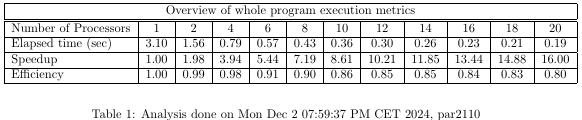 Overview of whole program execution metrics
Number of Processors 1 2 4 6 8 10 12 14 16 18 20
Elapsed time (sec) 3.10 1.56 0.79 0.57 0.43 0.36 0.30 0.26 0.23 0.21 0.19
Speedup 1.00 1.98 3.94 5.44 7.19 8.61 10.21 11.85 13.44 14.88 16.00
Efficiency 1.00 0.99 0.98 0.91 0.90 0.86 0.85 0.85 0.84 0.83 0.80
Table 1: Analysis done on Mon Dec 2 07:59:37 PM CET 2024, par2110